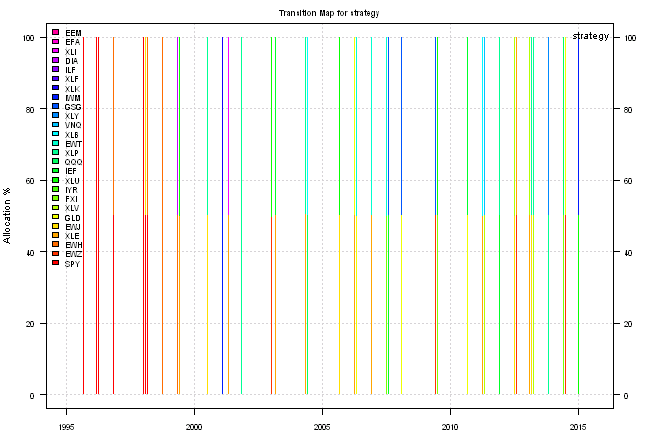 Transition Map for strategy
strategy
Allocation %
100
80
60
40
20
0
EEM
EFA
XLI
DIA
ILF
XLF
XLK
IWM
GSG
XLY
VNQ
XLB
EWT
XLP
QQQ
IEF
XLU
IYR
FXI
XLV
GLD
EWJ
XLE
EWH
EWZ
SPY
100
80
60
40
20
0
1995
2000
2005
2010
2015